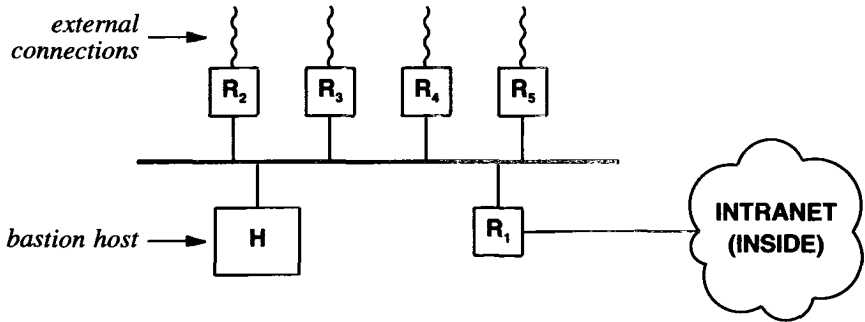 external
connections
R₂ R₃ R₄ R₅
bastion host H R₁ INTRANET
(INSIDE)